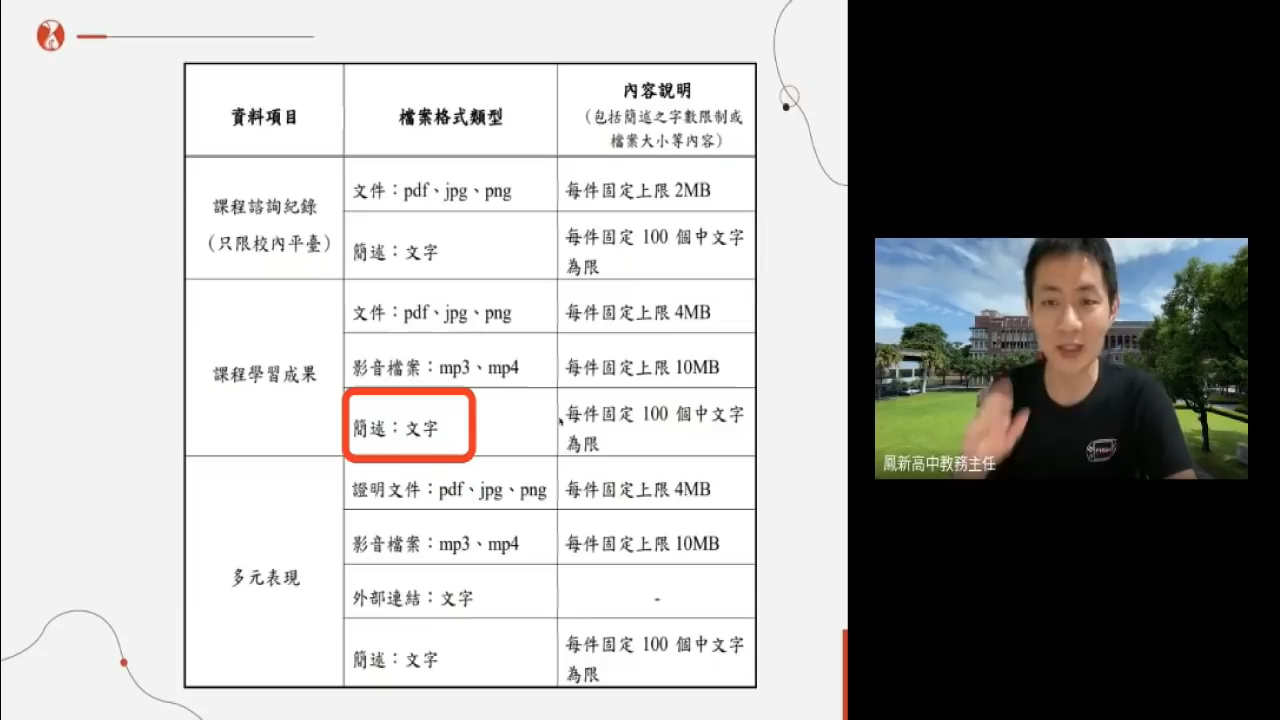 資料項目
檔案格式類型
內容說明
（包括簡述之字數限制或
檔案大小等內容）
課程諮詢紀錄
（只限校內平臺）
文件：pdf、jpg、png
每件固定上限 2MB
簡述：文字
每件固定 100 個中文字
為限
課程學習成果
文件：pdf、jpg、png
每件固定上限 4MB
影音檔案：mp3、mp4
每件固定上限 10MB
簡述：文字
每件固定 100 個中文字
為限
多元表現
證明文件：pdf、jpg、png
每件固定上限 4MB
影音檔案：mp3、mp4
每件固定上限 10MB
外部連結：文字
-
簡述：文字
每件固定 100 個中文字
為限
鳳新高中教務主任